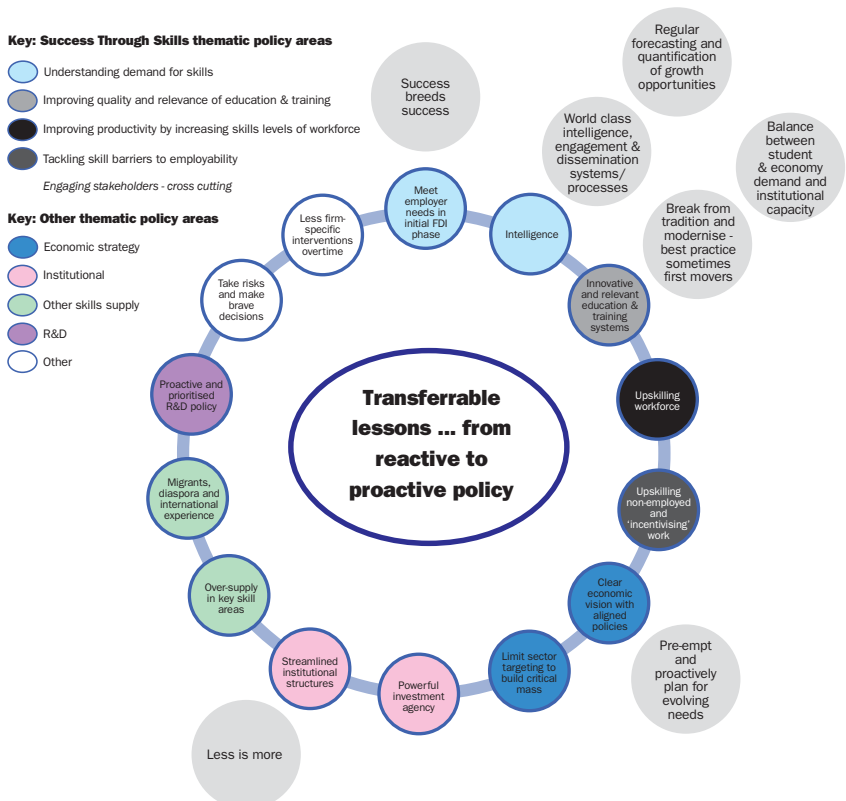 Key: Success Through Skills thematic policy areas
Understanding demand for skills
Improving quality and relevance of education & training
Improving productivity by increasing skills levels of workforce
Tackling skill barriers to employability
Engaging stakeholders - cross cutting
Key: Other thematic policy areas
Economic strategy
Institutional
Other skills supply
R&D
Other
Success
breeds
success
Regular
forecasting and
quantification
of growth
opportunities
World class
intelligence,
engagement &
dissemination
systems/
processes
Balance
between
student
& economy
demand and
institutional
capacity
Break from
tradition and
modernise -
best practice
sometimes
first movers
Meet
employer
needs in
initial FDI
phase
Intelligence
Innovative
and relevant
education &
training
systems
Upskilling
workforce
Upskilling
non-employed
and
‘incentivising’
work
Clear
economic
vision with
aligned
policies
Pre-empt
and
proactively
plan for
evolving
needs
Limit sector
targeting to
build critical
mass
Powerful
investment
agency
Streamlined
institutional
structures
Less is more
Over-supply
in key skill
areas
Migrants,
diaspora and
international
experience
Proactive and
prioritised
R&D policy
Take risks
and make
brave
decisions
Less firm-
specific
interventions
overtime
Transferrable
lessons ... from
reactive to
proactive policy